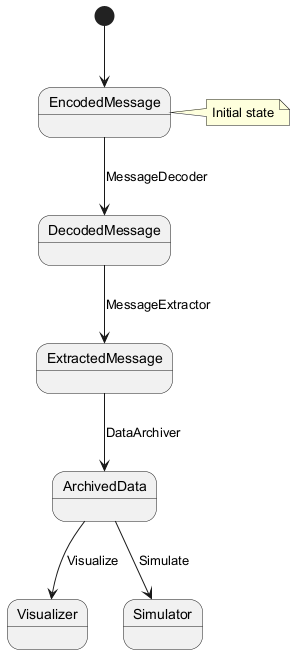 EncodedMessage
Initial state
MessageDecoder
DecodedMessage
MessageExtractor
ExtractedMessage
DataArchiver
ArchivedData
Visualize
Simulate
Visualizer
Simulator